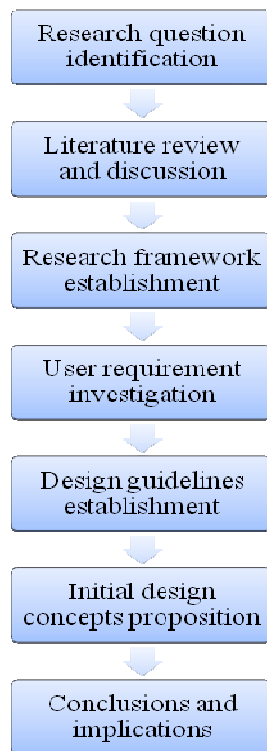 Research question
identification
Literature review
and discussion
Research framework
establishment
User requirement
investigation
Design guidelines
establishment
Initial design
concepts proposition
Conclusions and
implications